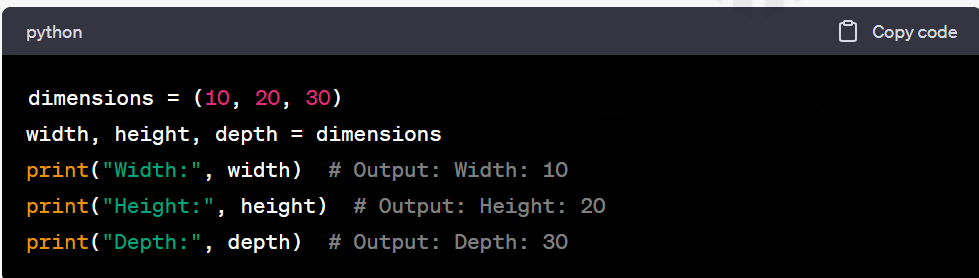 python
Copy code
dimensions = (10, 20, 30)
width, height, depth = dimensions
print("Width:", width)  # Output: Width: 10
print("Height:", height)  # Output: Height: 20
print("Depth:", depth)  # Output: Depth: 30